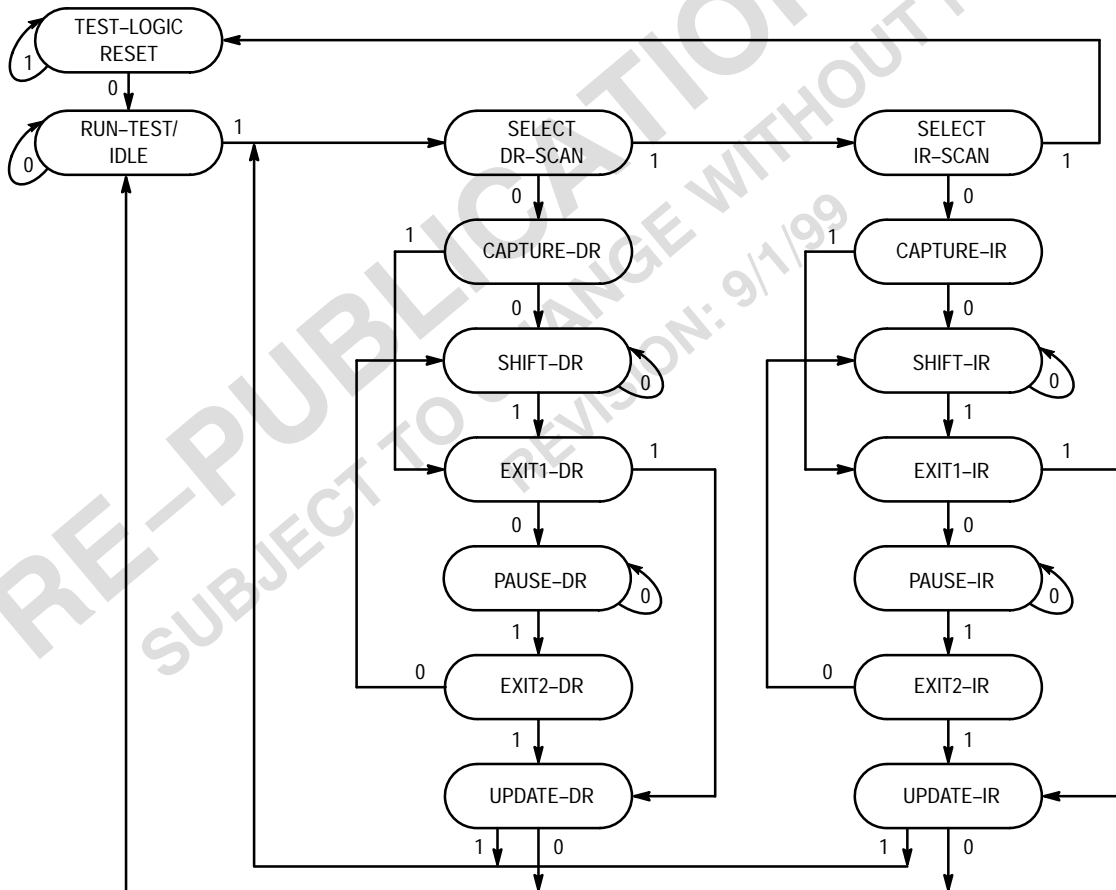 TEST–LOGIC
RESET
1
0
RUN–TEST/
IDLE
0
1
SELECT
DR–SCAN
1
SELECT
IR–SCAN
1
0
0
1
CAPTURE–DR
1
CAPTURE–IR
0
0
SHIFT–DR
0
SHIFT–IR
0
1
1
EXIT1–DR
1
EXIT1–IR
1
0
0
PAUSE–DR
0
PAUSE–IR
0
1
1
0
EXIT2–DR
0
EXIT2–IR
1
1
UPDATE–DR
UPDATE–IR
1
0
1
0
RE–PUBLICATION
SUBJECT TO CHANGE WITHOUT
REVISION: 9/1/99